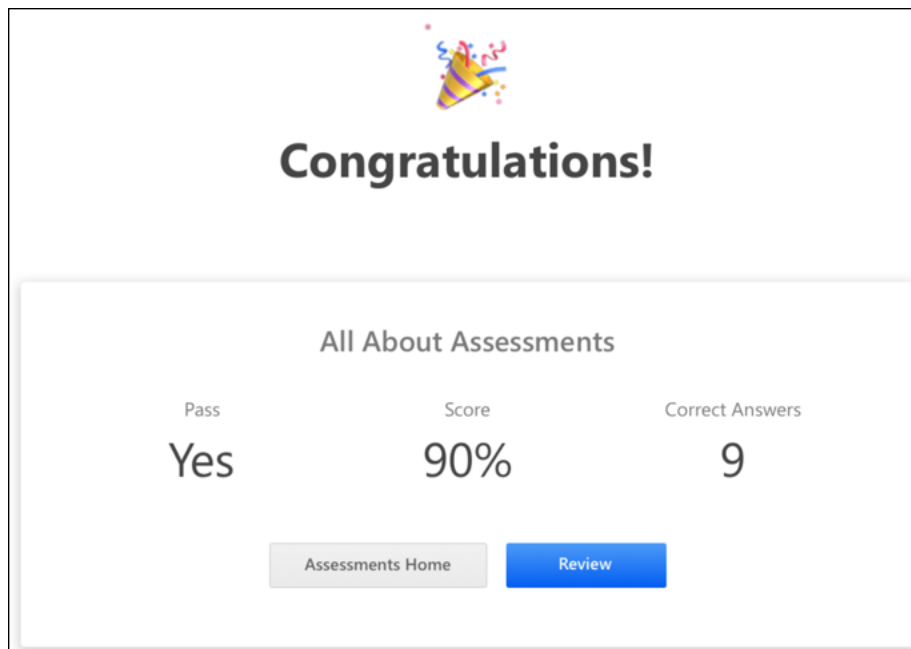 Congratulations!
All About Assessments
Pass
Score
Correct Answers
Yes
90%
9
Assessments Home
Review